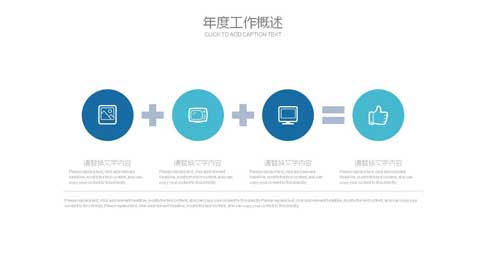 年度工作概述
CLICK TO ADD CAPTION TEXT
请替换文字内容
请替换文字内容
请替换文字内容
请替换文字内容
Please replace text, click add relevant
headline, modify the text content, also can
copy your content to this directly.
Please replace text, click add relevant
headline, modify the text content, also can
copy your content to this directly.
Please replace text, click add relevant
headline, modify the text content, also can
copy your content to this directly.
Please replace text, click add relevant
headline, modify the text content, also can
copy your content to this directly.
Please replace text, click add relevant headline, modify the text content, also can copy your content to this directly.Please replace text, click add relevant headline, modify the text content, also can copy your
content to this directly. Please replace text, click add relevant headline, modify the text content, also can copy your content to this directly.